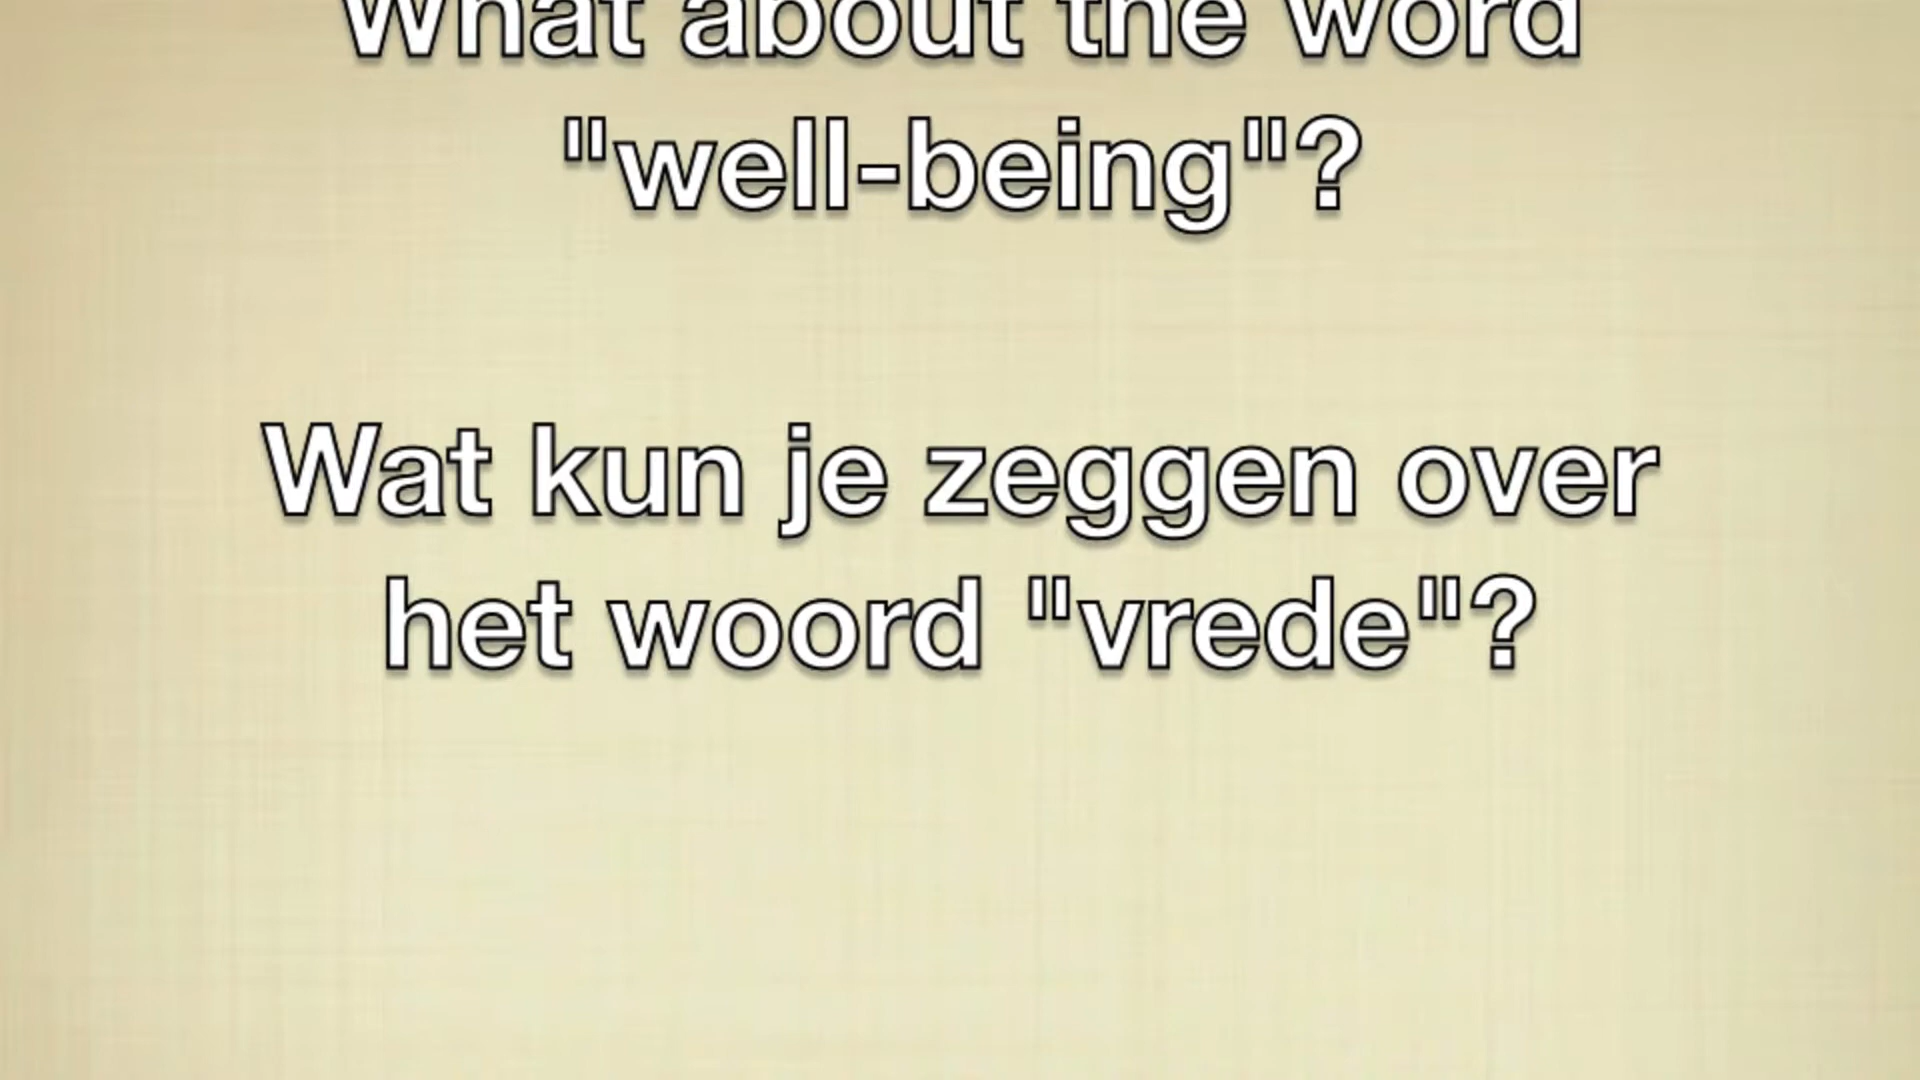 What about the word
"well-being"?
Wat kun je zeggen over
het woord "vrede"?